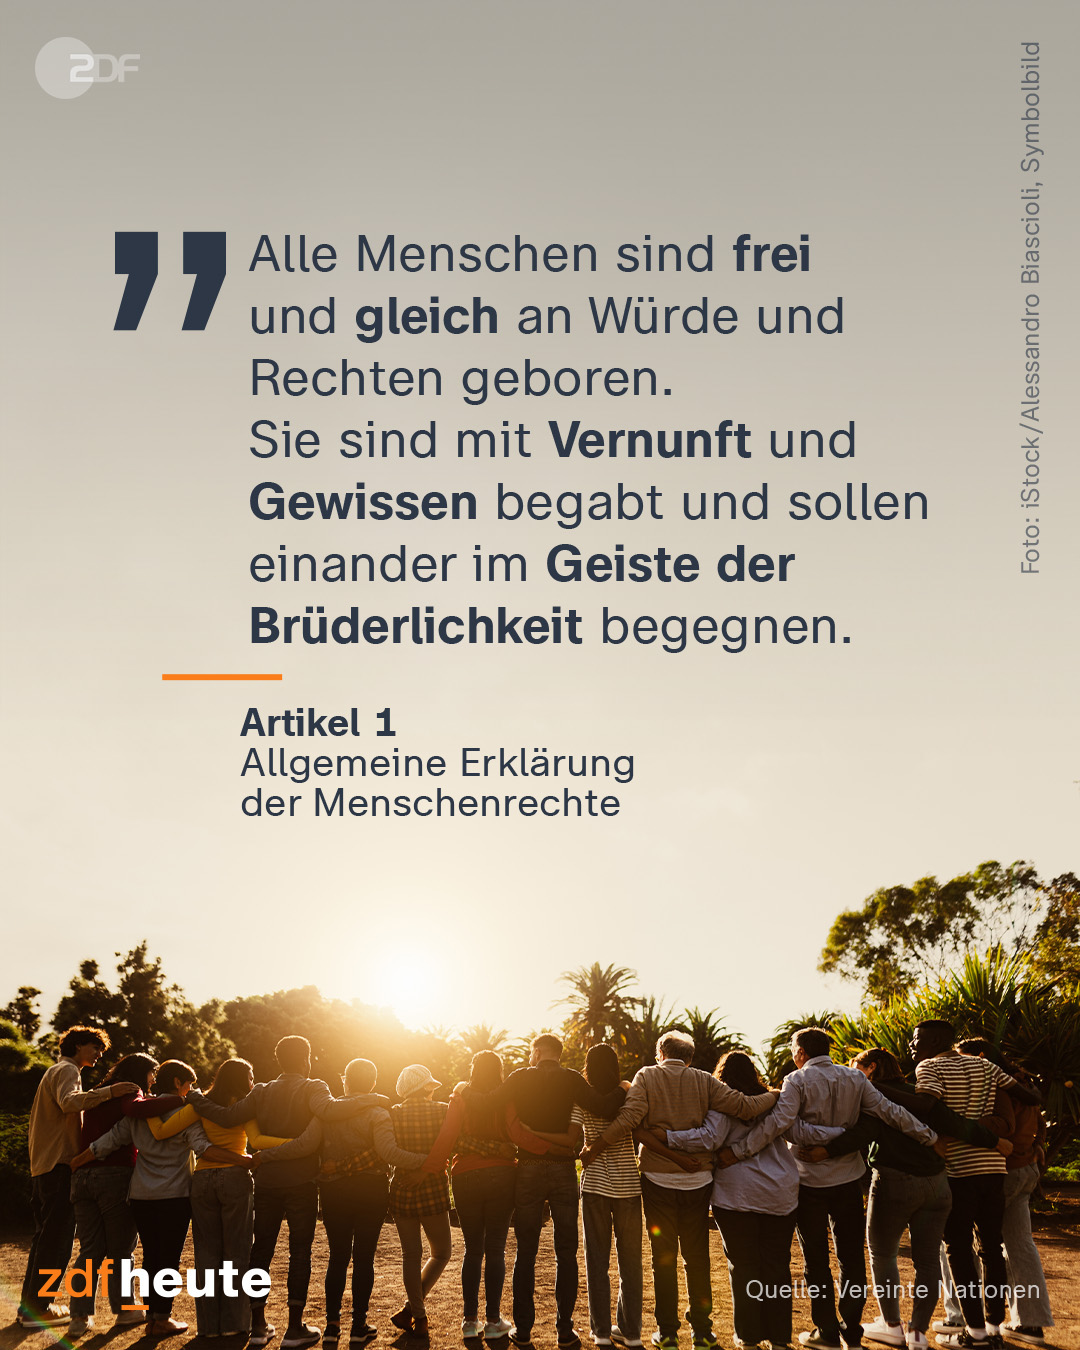 ZDF
Foto: iStock/Alessandro Biascioli, Symbolbild
”Alle Menschen sind frei
und gleich an Würde und
Rechten geboren.
Sie sind mit Vernunft und
Gewissen begabt und sollen
einander im Geiste der
Brüderlichkeit begegnen.
Artikel 1
Allgemeine Erklärung
der Menschenrechte
zdfheute
Quelle: Vereinte Nationen